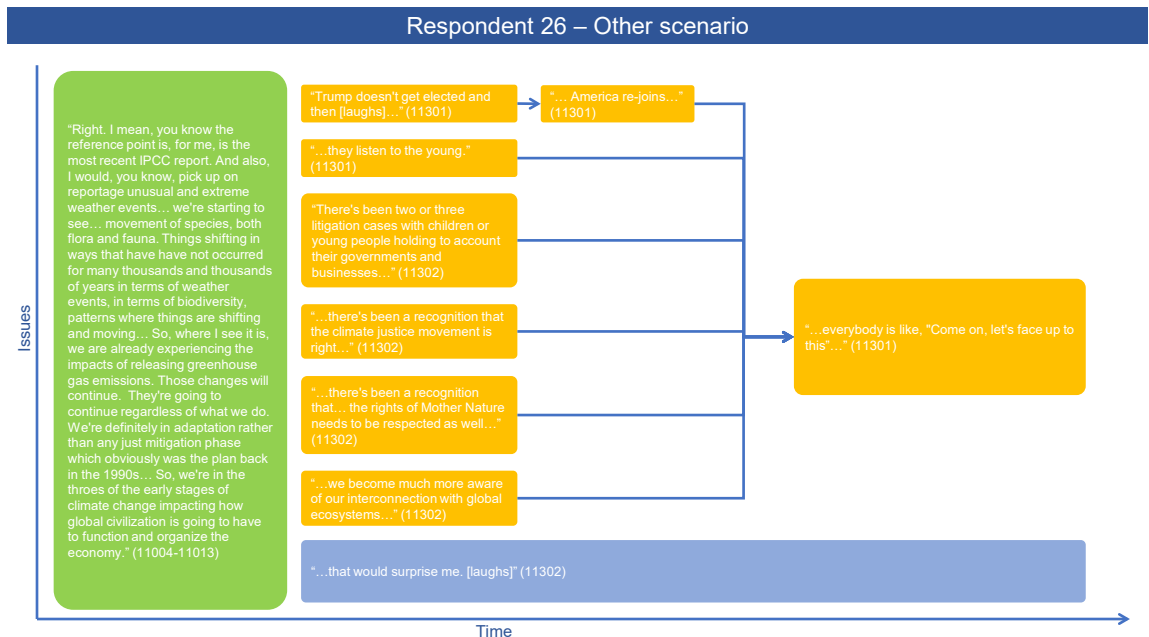 Respondent 26 – Other scenario
Issues
“Right. I mean, you know the
reference point is, for me, is the
most recent IPCC report. And also,
I would, you know, pick up on
reportage unusual and extreme
weather events… we're starting to
see… movement of species, both
flora and fauna. Things shifting in
ways that have have not occurred
for many thousands and thousands
of years in terms of weather
events, in terms of biodiversity,
patterns where things are shifting
and moving… So, where I see it is,
we are already experiencing the
impacts of releasing greenhouse
gas emissions. Those changes will
continue.  They're going to
continue regardless of what we do.
We're definitely in adaptation rather
than any just mitigation phase
which obviously was the plan back
in the 1990s… So, we're in the
throes of the early stages of
climate change impacting how
global civilization is going to have
to function and organize the
economy.” (11004-11013)
“Trump doesn't get elected and
then [laughs]…” (11301)
“… America re-joins…”
(11301)
“…they listen to the young.”
(11301)
“There's been two or three
litigation cases with children or
young people holding to account
their governments and
businesses…” (11302)
“…there's been a recognition that
the climate justice movement is
right…” (11302)
“…there's been a recognition
that… the rights of Mother Nature
needs to be respected as well…”
(11302)
“…we become much more aware
of our interconnection with global
ecosystems…” (11302)
“…everybody is like, "Come on, let's face up to
this”…” (11301)
“…that would surprise me. [laughs]” (11302)
Time